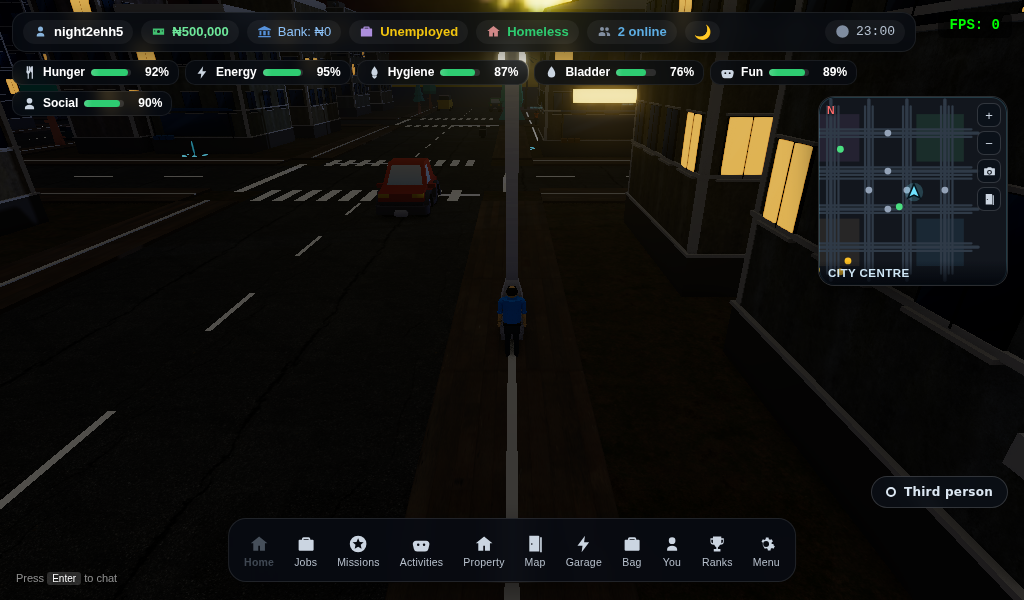 night2ehh5 ₦500,000 Bank: ₦0 Unemployed Homeless 2 online 23:00
FPS: 0
Hunger 92% Energy 95% Hygiene 87% Bladder 76% Fun 89%
Social 90%
N
+
−
CITY CENTRE
Third person
Home Jobs Missions Activities Property Map Garage Bag You Ranks Menu
Press Enter to chat